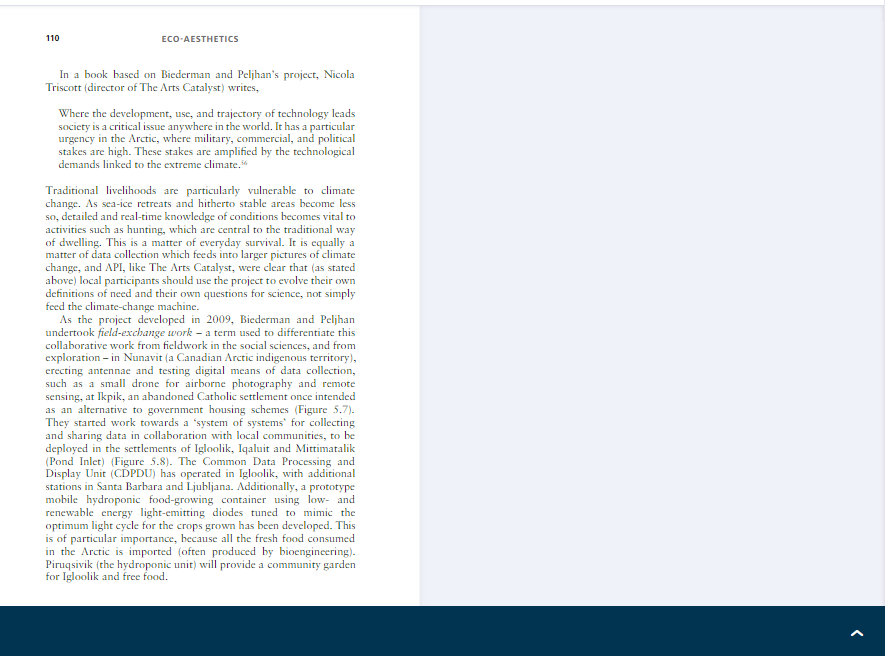 110 ECO-AESTHETICS
In a book based on Biederman and Peljhan's project, Nicola
Triscott (director of The Arts Catalyst) writes,
Where the development, use, and trajectory of technology leads
society is a critical issue anywhere in the world. It has a particular
urgency in the Arctic, where military, commercial, and political
stakes are high. These stakes are amplified by the technological
demands linked to the extreme climate.⁵⁶
Traditional livelihoods are particularly vulnerable to climate
change. As sea-ice retreats and hitherto stable areas become less
so, detailed and real-time knowledge of conditions becomes vital to
activities such as hunting, which are central to the traditional way
of dwelling. This is a matter of everyday survival. It is equally a
matter of data collection which feeds into larger pictures of climate
change, and API, like The Arts Catalyst, were clear that (as stated
above) local participants should use the project to evolve their own
definitions of need and their own questions for science, not simply
feed the climate-change machine.
As the project developed in 2009, Biederman and Peljhan
undertook field-exchange work – a term used to differentiate this
collaborative work from fieldwork in the social sciences, and from
exploration – in Nunavit (a Canadian Arctic indigenous territory),
erecting antennae and testing digital means of data collection,
such as a small drone for airborne photography and remote
sensing, at Ikpik, an abandoned Catholic settlement once intended
as an alternative to government housing schemes (Figure 5.7).
They started work towards a 'system of systems' for collecting
and sharing data in collaboration with local communities, to be
deployed in the settlements of Igloolik, Iqaluit and Mittimatalik
(Pond Inlet) (Figure 5.8). The Common Data Processing and
Display Unit (CDPDU) has operated in Igloolik, with additional
stations in Santa Barbara and Ljubljana. Additionally, a prototype
mobile hydroponic food-growing container using low- and
renewable energy light-emitting diodes tuned to mimic the
optimum light cycle for the crops grown has been developed. This
is of particular importance, because all the fresh food consumed
in the Arctic is imported (often produced by bioengineering).
Piruqsivik (the hydroponic unit) will provide a community garden
for Igloolik and free food.